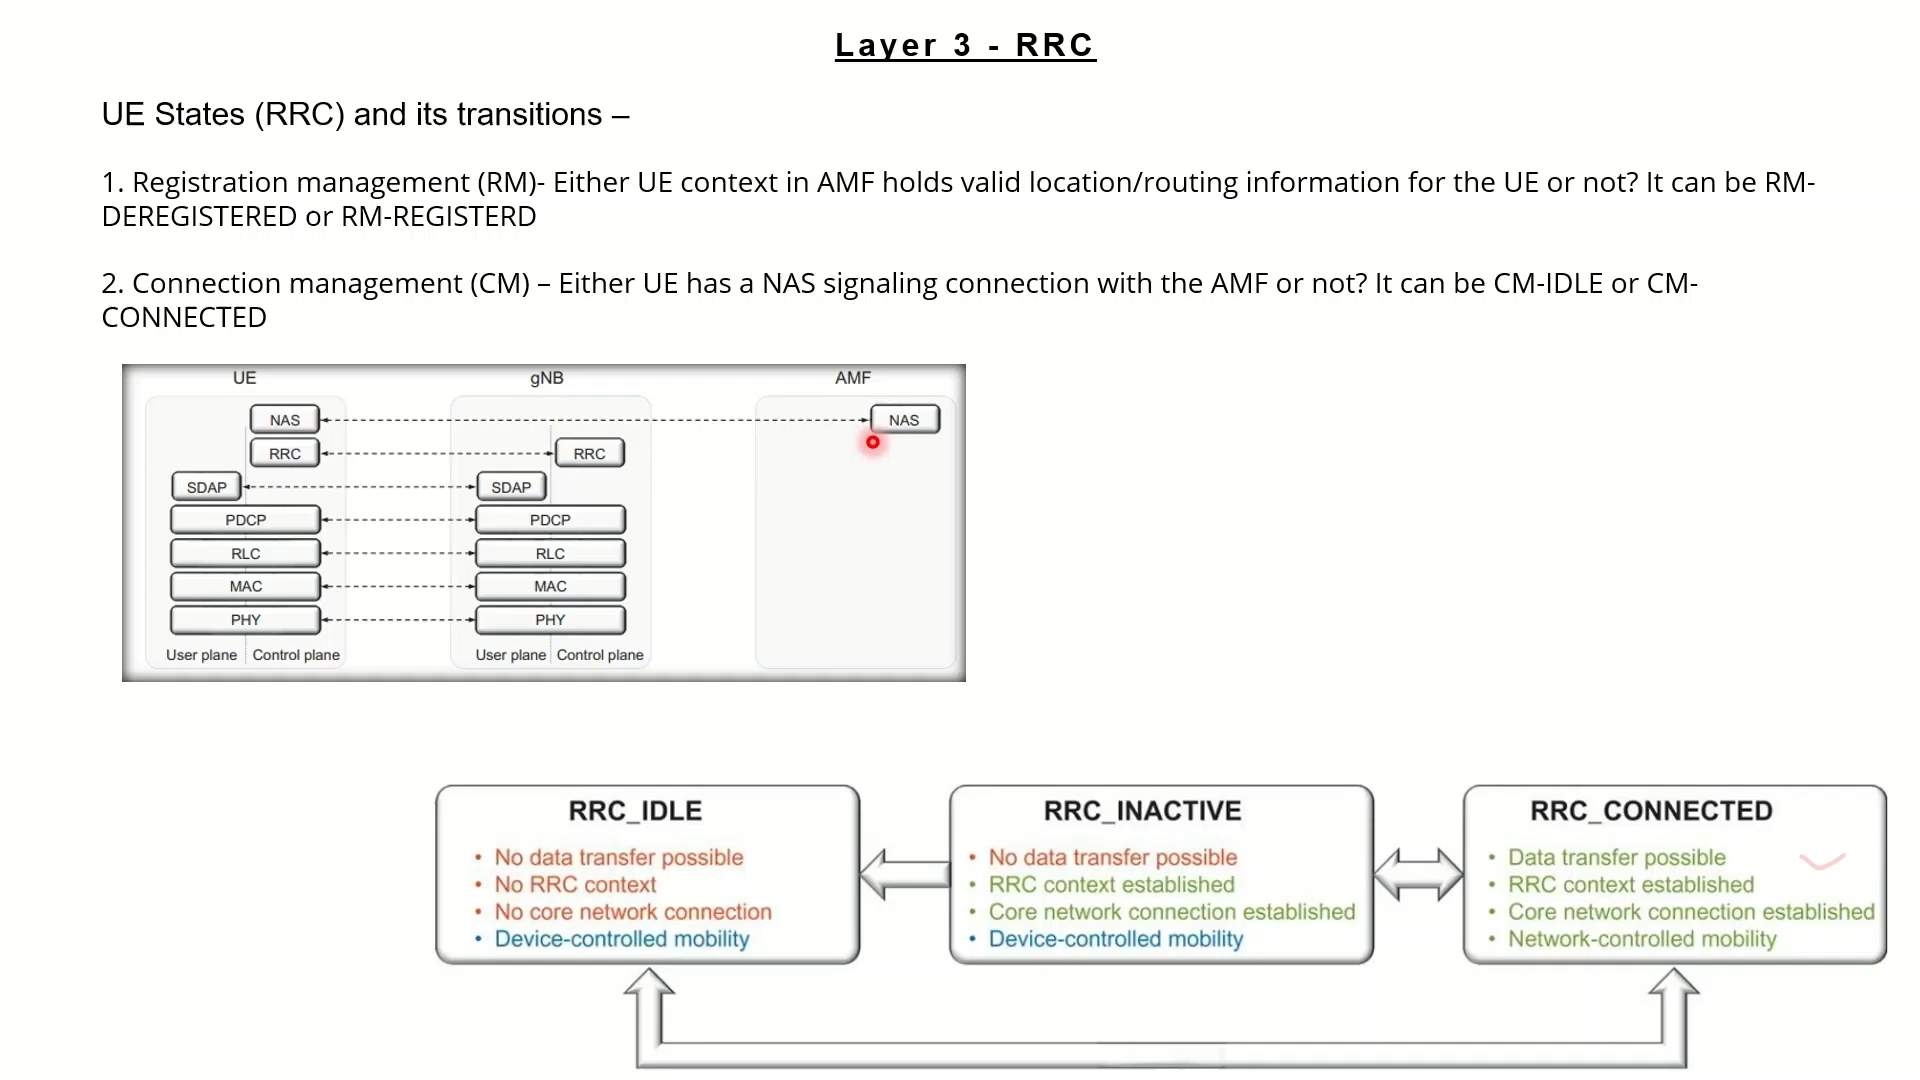 Layer 3 - RRC
UE States (RRC) and its transitions –
1. Registration management (RM)- Either UE context in AMF holds valid location/routing information for the UE or not? It can be RM-
DEREGISTERED or RM-REGISTERD
2. Connection management (CM) – Either UE has a NAS signaling connection with the AMF or not? It can be CM-IDLE or CM-
CONNECTED
UE gNB AMF
NAS NAS
RRC RRC
SDAP SDAP
PDCP PDCP
RLC RLC
MAC MAC
PHY PHY
User plane Control plane User plane Control plane
RRC_IDLE
• No data transfer possible
• No RRC context
• No core network connection
• Device-controlled mobility
RRC_INACTIVE
• No data transfer possible
• RRC context established
• Core network connection established
• Device-controlled mobility
RRC_CONNECTED
• Data transfer possible
• RRC context established
• Core network connection established
• Network-controlled mobility